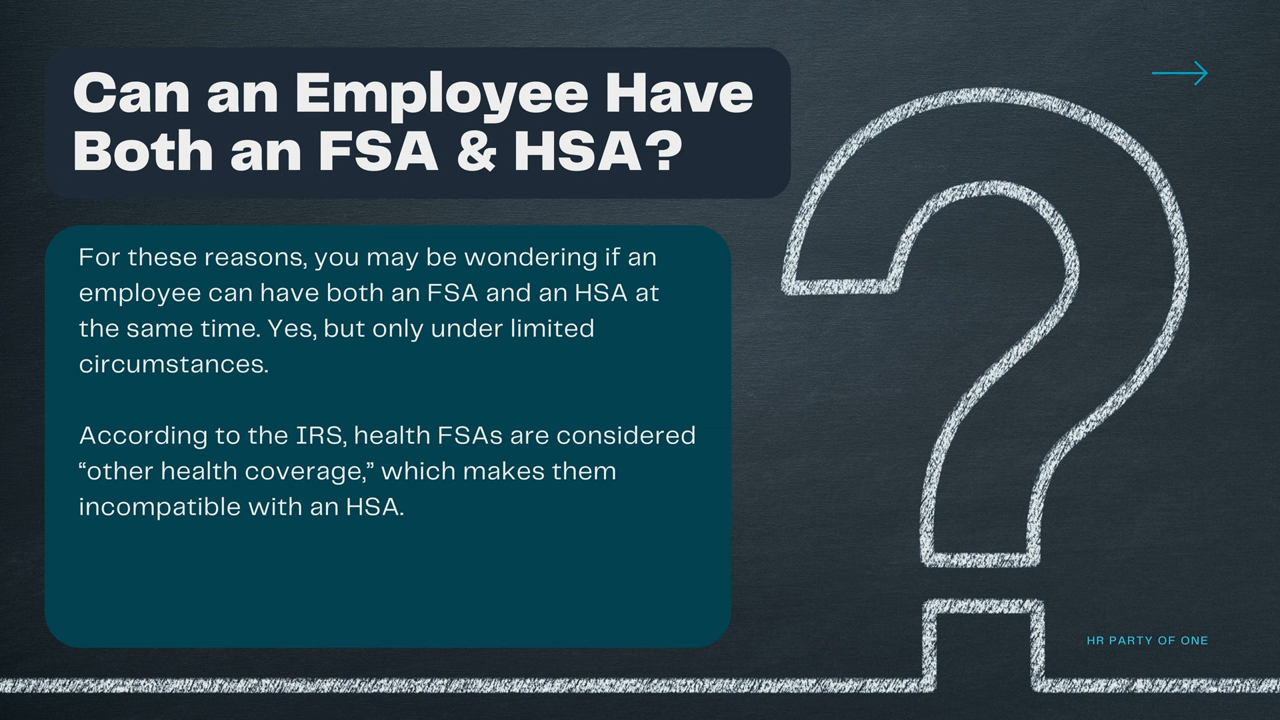 Can an Employee Have
Both an FSA & HSA?
For these reasons, you may be wondering if an
employee can have both an FSA and an HSA at
the same time. Yes, but only under limited
circumstances.
According to the IRS, health FSAs are considered
“other health coverage,” which makes them
incompatible with an HSA.
HR PARTY OF ONE